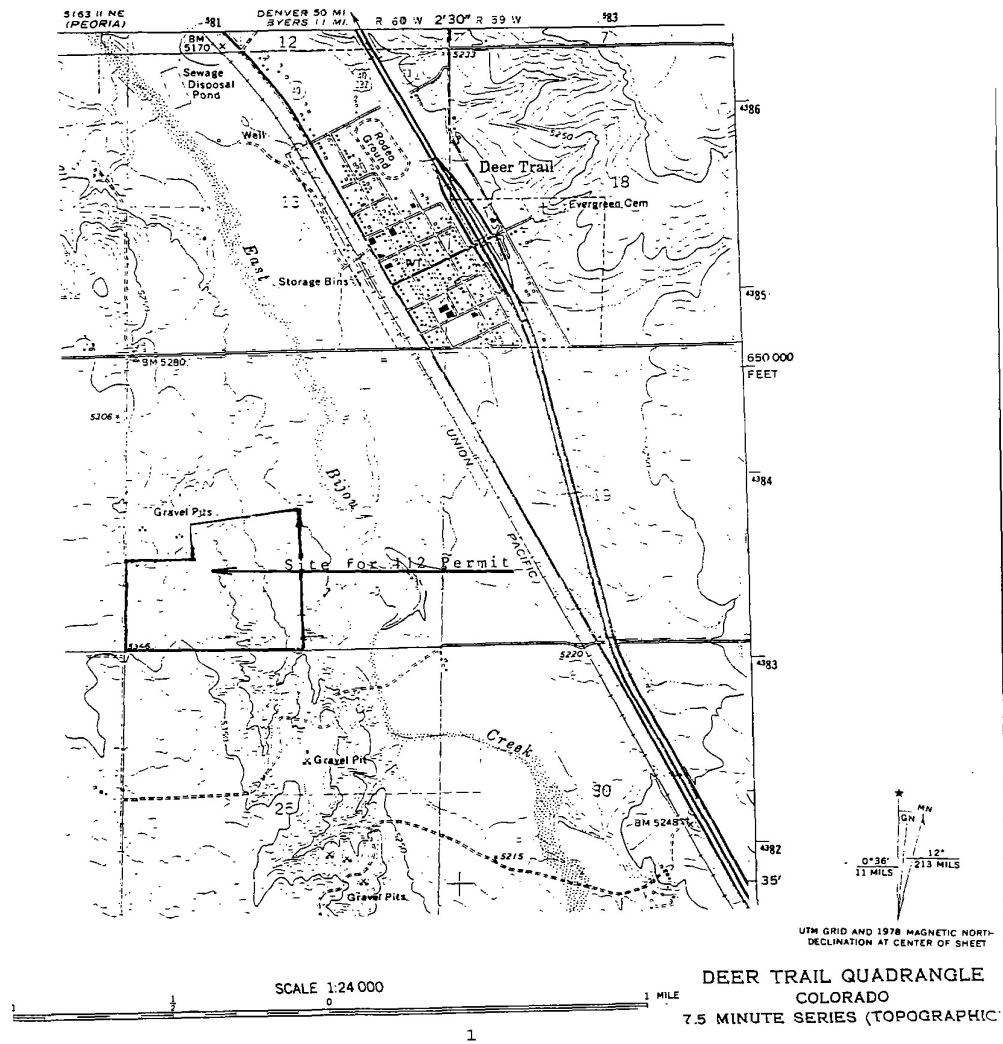 5163 II NE
(PEORIA)
581
DENVER 50 MI.
BYERS 11 MI.
R 60 W 2'30" R 59 W
583
BM
5170
12
7
5233
Sewage
Disposal
Pond
4386
Well
Rodeo
Ground
5250
Deer Trail
13
18
Evergreen Cem
East
Storage Bins
4385
BM 5280
650 000
FEET
5306
UNION
Bijou
4384
19
Gravel Pits
PACIFIC
Site for 112 Permit
5220
4383
Creek
Gravel Pit
30
BM 5248
4382
5215
35'
Gravel Pits
MN
GN
0°36'
11 MILS
12°
213 MILS
UTM GRID AND 1978 MAGNETIC NORTH
DECLINATION AT CENTER OF SHEET
SCALE 1:24 000
1
½
0
1 MILE
DEER TRAIL QUADRANGLE
COLORADO
7.5 MINUTE SERIES (TOPOGRAPHIC
1